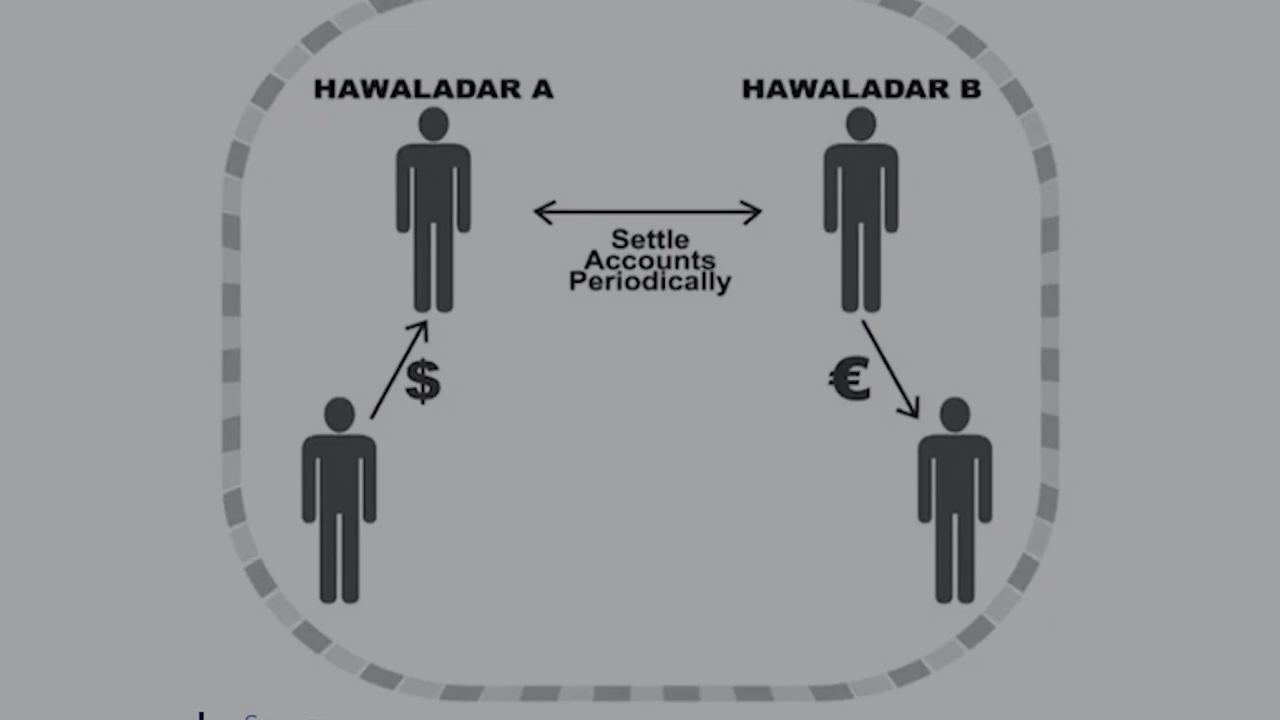 HAWALADAR A
HAWALADAR B
Settle
Accounts
Periodically
$
€